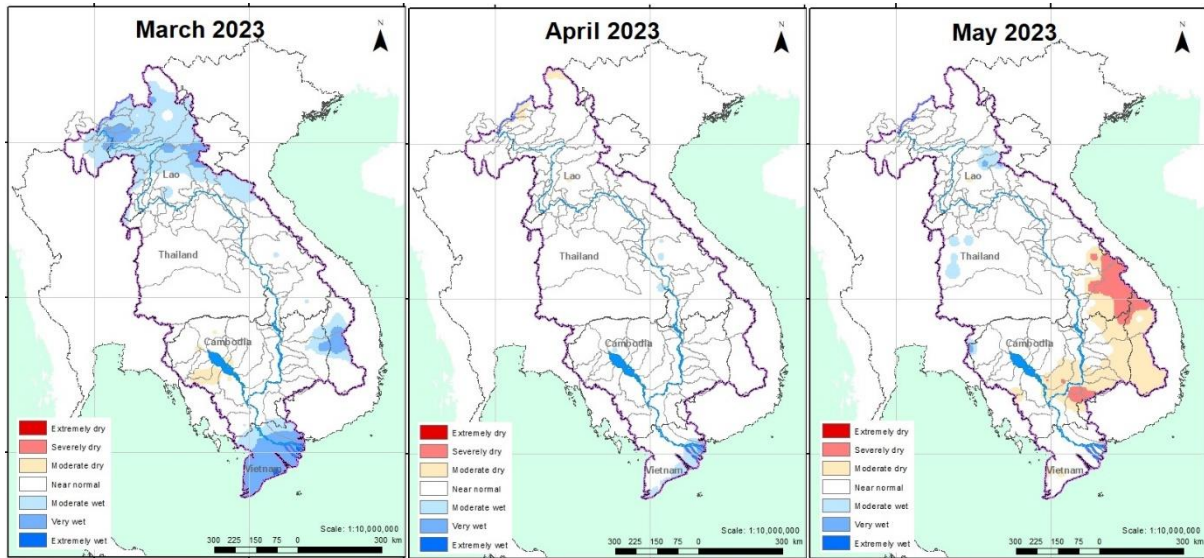 March 2023
N
Lao
Thailand
Cambodia
Vietnam
Extremely dry
Severely dry
Moderate dry
Near normal
Moderate wet
Very wet
Extremely wet
Scale: 1:10,000,000
300 225 150 75 0 300 km
April 2023
N
Lao
Thailand
Cambodia
Vietnam
Extremely dry
Severely dry
Moderate dry
Near normal
Moderate wet
Very wet
Extremely wet
Scale: 1:10,000,000
300 225 150 75 0 300 km
May 2023
N
Lao
Thailand
Cambodia
Vietnam
Extremely dry
Severely dry
Moderate dry
Near normal
Moderate wet
Very wet
Extremely wet
Scale: 1:10,000,000
300 225 150 75 0 300 km